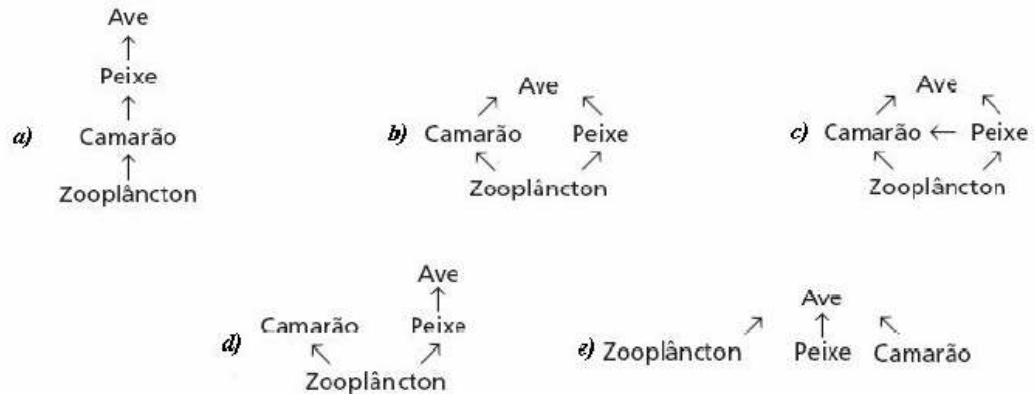 a)
Ave
Peixe
Camarão
Zooplâncton
b)
Ave
Camarão Peixe
Zooplâncton
c)
Ave
Camarão ← Peixe
Zooplâncton
d)
Ave
Camarão Peixe
Zooplâncton
e)
Ave
Zooplâncton Peixe Camarão